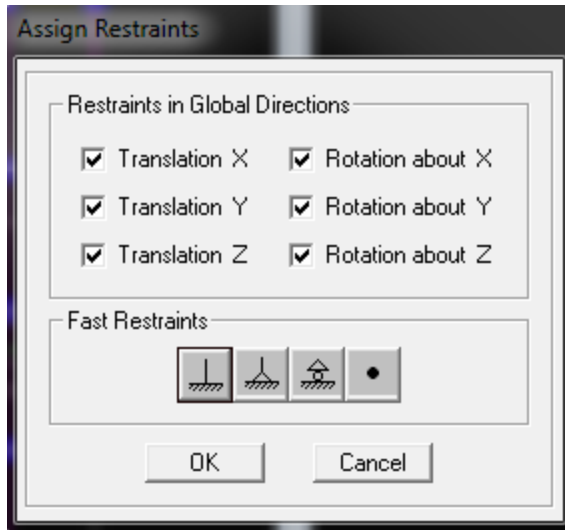 Assign Restraints
Restraints in Global Directions
Translation X Rotation about X
Translation Y Rotation about Y
Translation Z Rotation about Z
Fast Restraints
OK Cancel